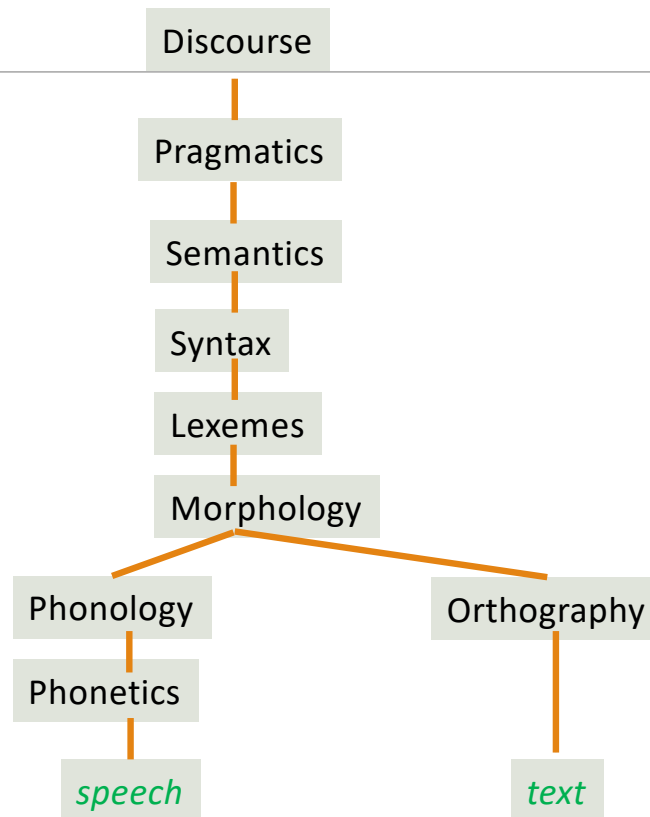 Discourse
Pragmatics
Semantics
Syntax
Lexemes
Morphology
Phonology
Orthography
Phonetics
speech
text